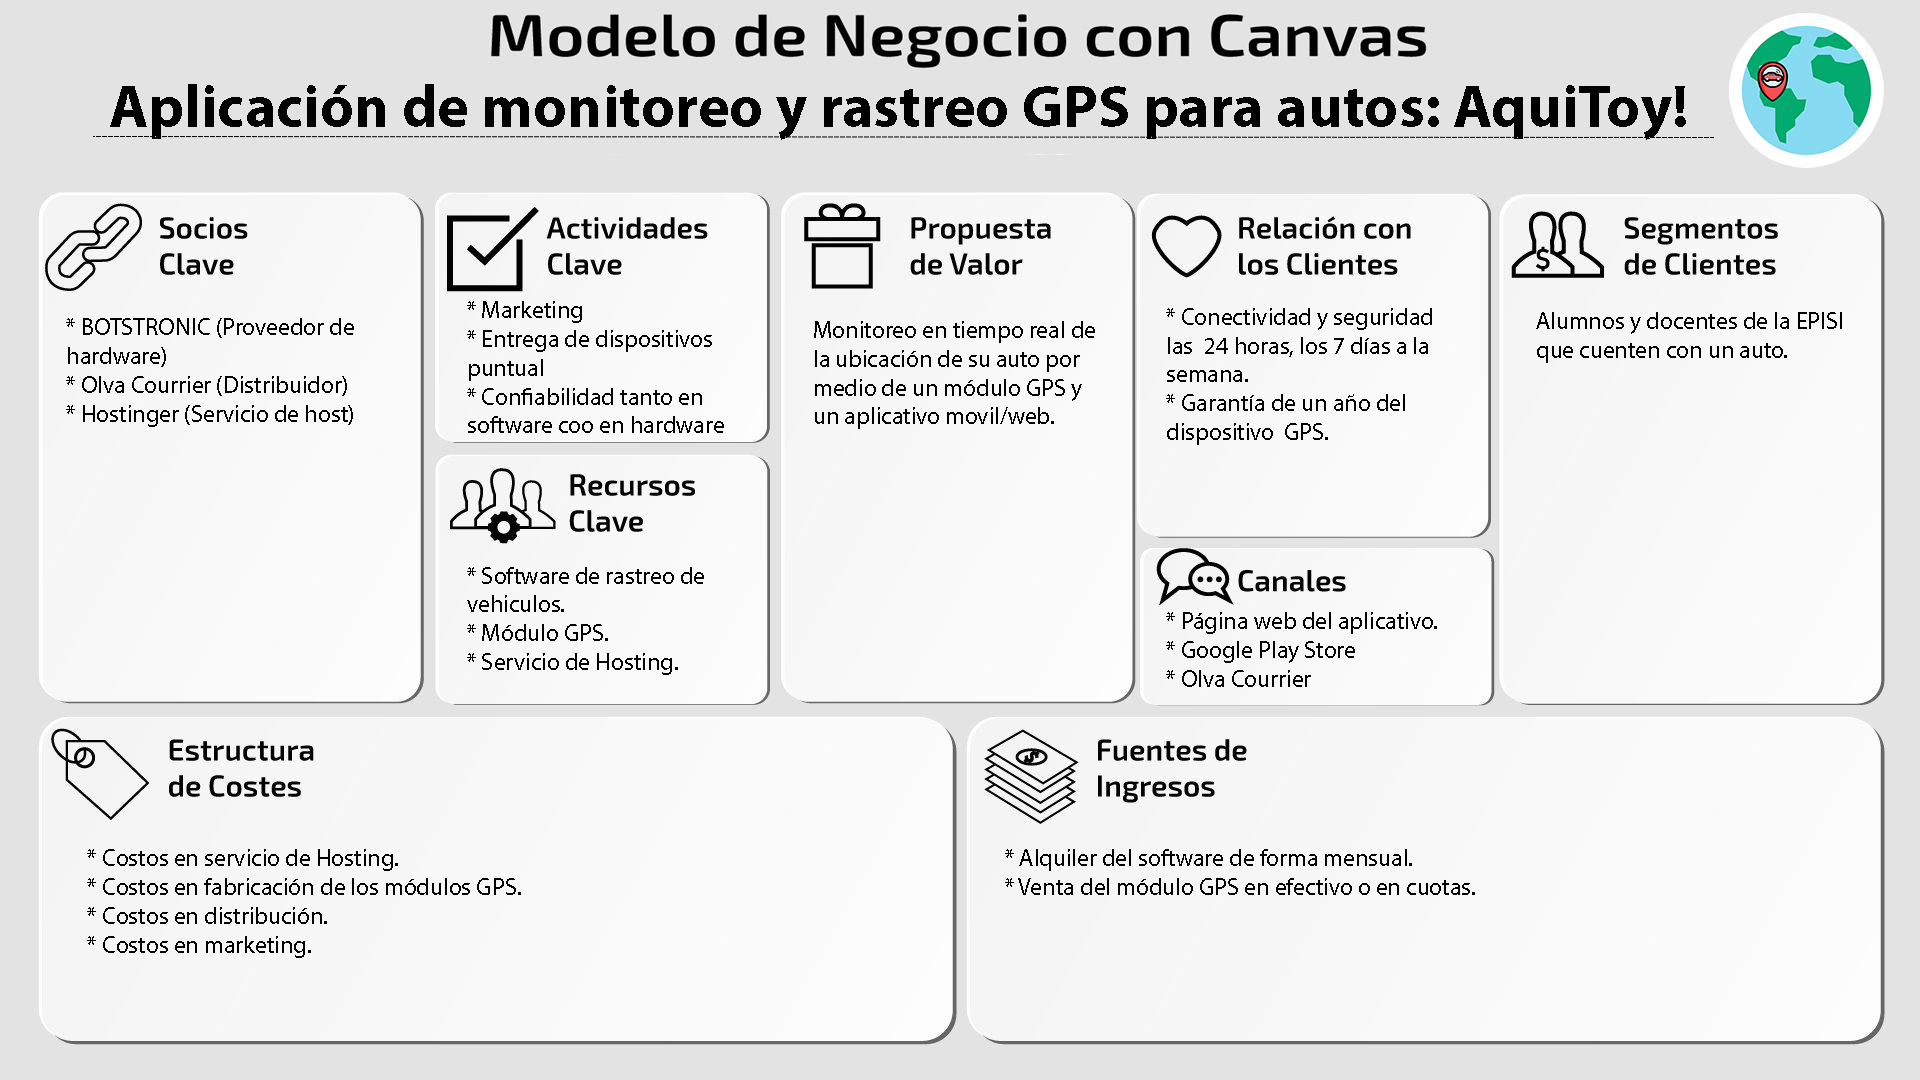 Modelo de Negocio con Canvas
Aplicación de monitoreo y rastreo GPS para autos: AquiToy!
Socios
Clave
* BOTSTRONIC (Proveedor de
hardware)
* Olva Courrier (Distribuidor)
* Hostinger (Servicio de host)
Actividades
Clave
* Marketing
* Entrega de dispositivos
puntual
* Confiabilidad tanto en
software coo en hardware
Recursos
Clave
* Software de rastreo de
vehiculos.
* Módulo GPS.
* Servicio de Hosting.
Propuesta
de Valor
Monitoreo en tiempo real de
la ubicación de su auto por
medio de un módulo GPS y
un aplicativo movil/web.
Relación con
los Clientes
* Conectividad y seguridad
las 24 horas, los 7 días a la
semana.
* Garantía de un año del
dispositivo GPS.
Canales
* Página web del aplicativo.
* Google Play Store
* Olva Courrier
Segmentos
de Clientes
Alumnos y docentes de la EPISI
que cuenten con un auto.
Estructura
de Costes
* Costos en servicio de Hosting.
* Costos en fabricación de los módulos GPS.
* Costos en distribución.
* Costos en marketing.
Fuentes de
Ingresos
* Alquiler del software de forma mensual.
* Venta del módulo GPS en efectivo o en cuotas.